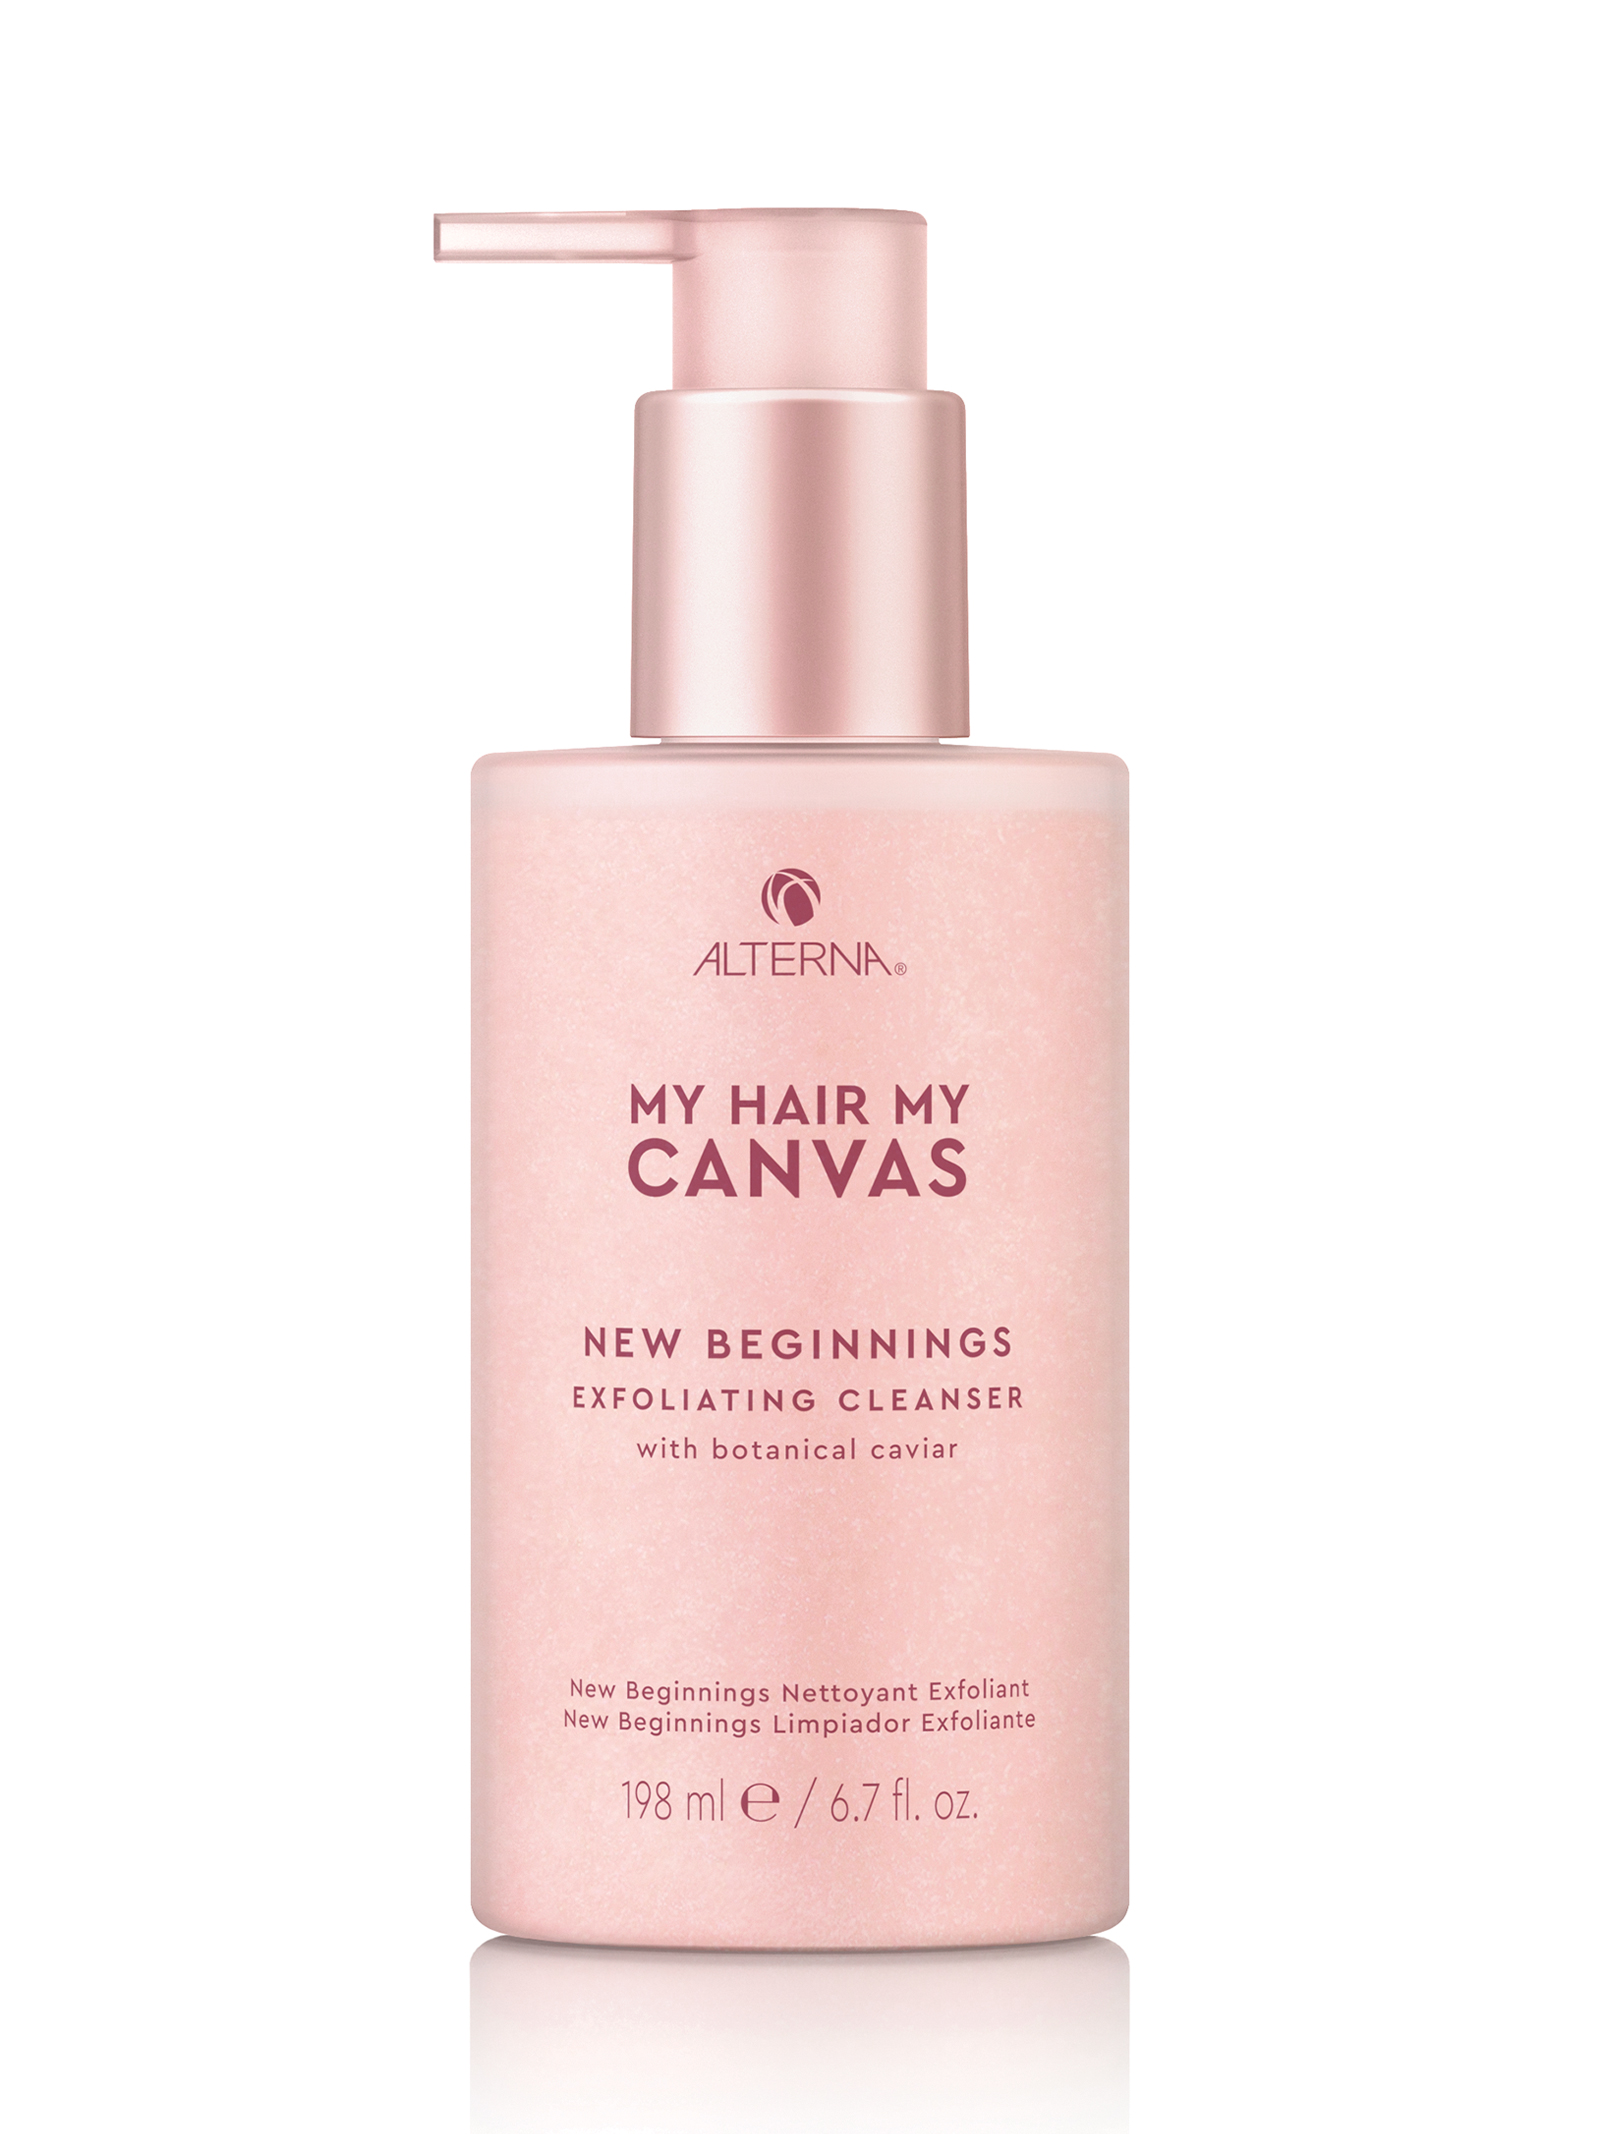 ALTERNA®
MY HAIR MY
CANVAS
NEW BEGINNINGS
EXFOLIATING CLEANSER
with botanical caviar
New Beginnings Nettoyant Exfoliant
New Beginnings Limpiador Exfoliante
198 ml ℮ / 6.7 fl. oz.